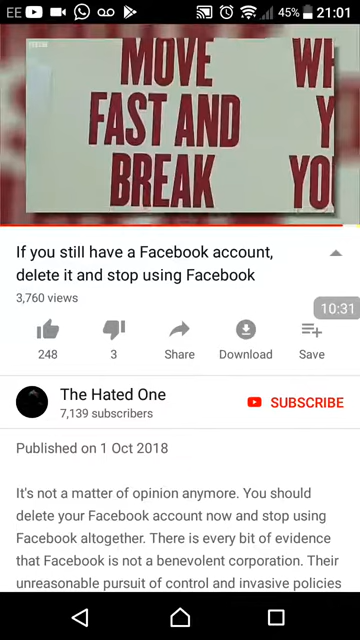 EE 45% 21:01
BBC
MOVE WH
FAST AND Y
BREAK YO
If you still have a Facebook account,
delete it and stop using Facebook
3,760 views
10:31
248 3 Share Download Save
The Hated One
7,139 subscribers
SUBSCRIBE
Published on 1 Oct 2018
It's not a matter of opinion anymore. You should
delete your Facebook account now and stop using
Facebook altogether. There is every bit of evidence
that Facebook is not a benevolent corporation. Their
unreasonable pursuit of control and invasive policies